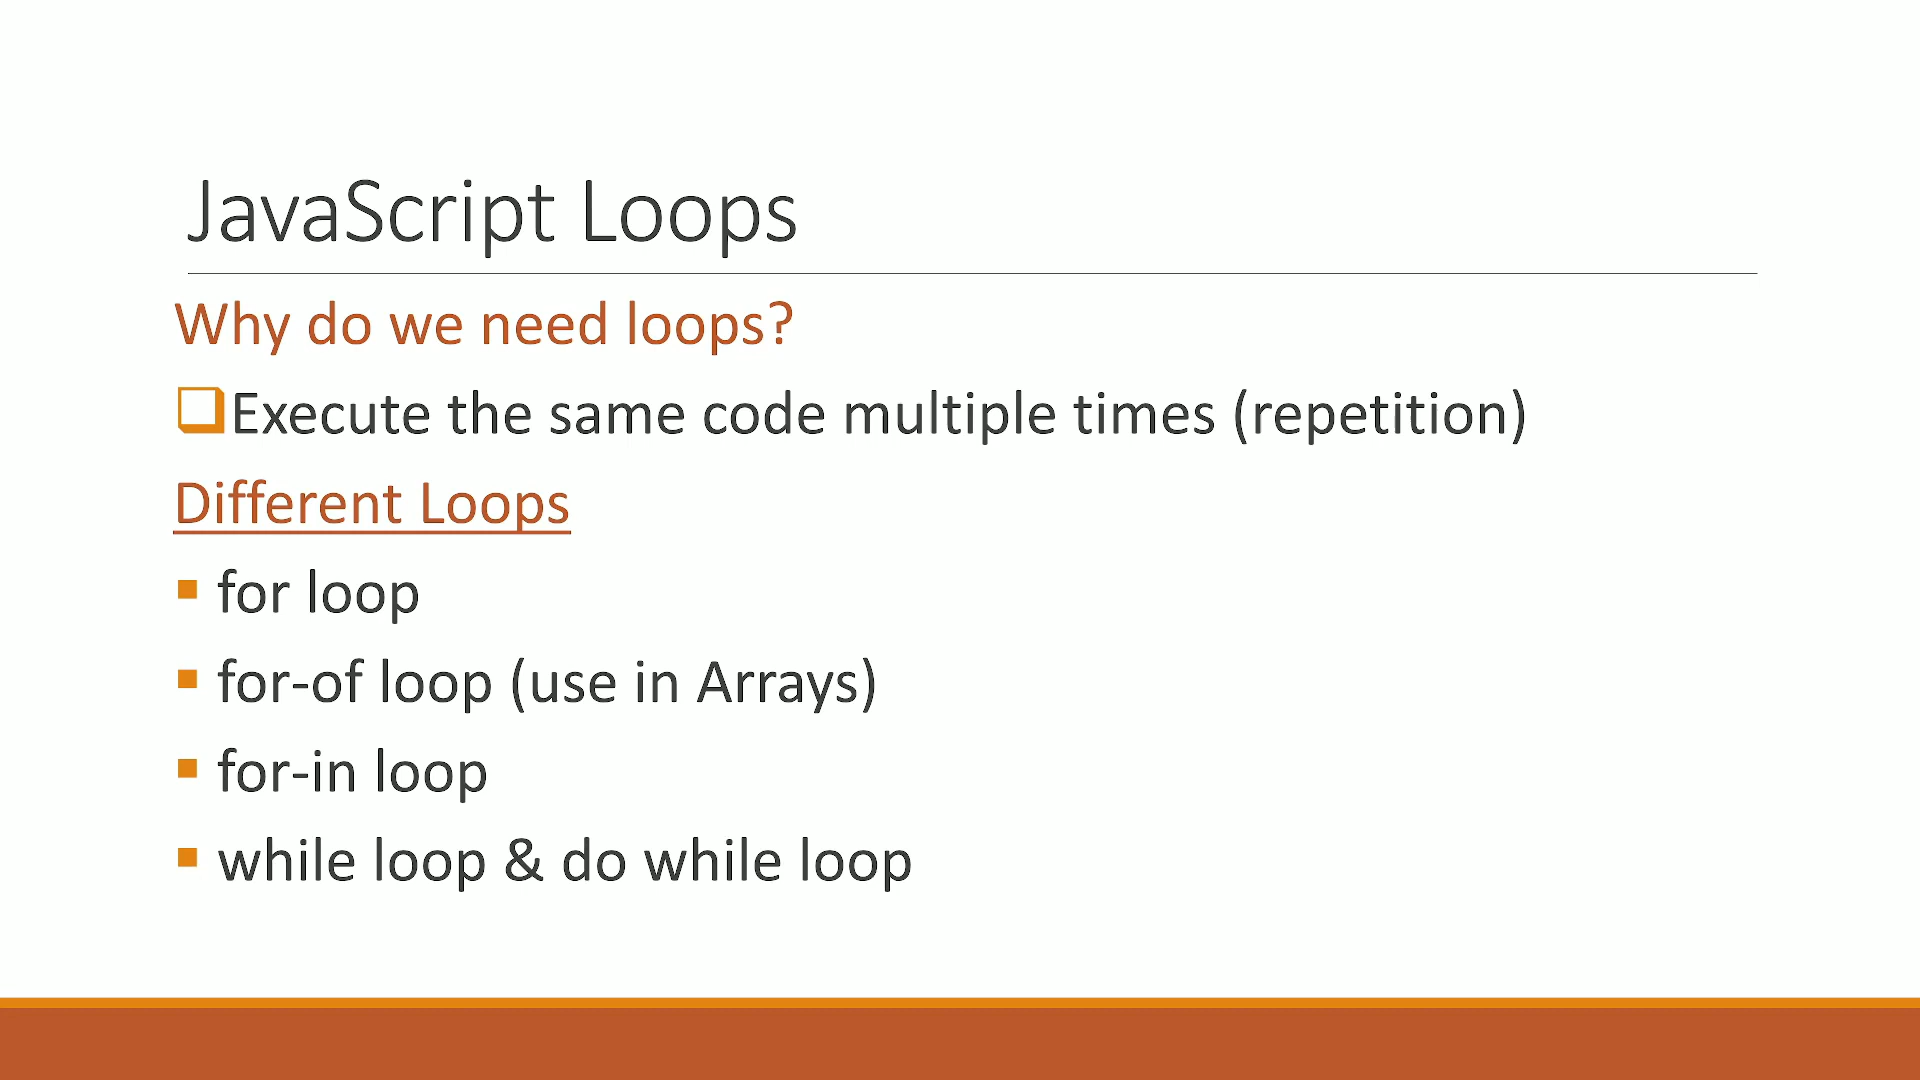 JavaScript Loops
Why do we need loops?
Execute the same code multiple times (repetition)
Different Loops
for loop
for-of loop (use in Arrays)
for-in loop
while loop & do while loop